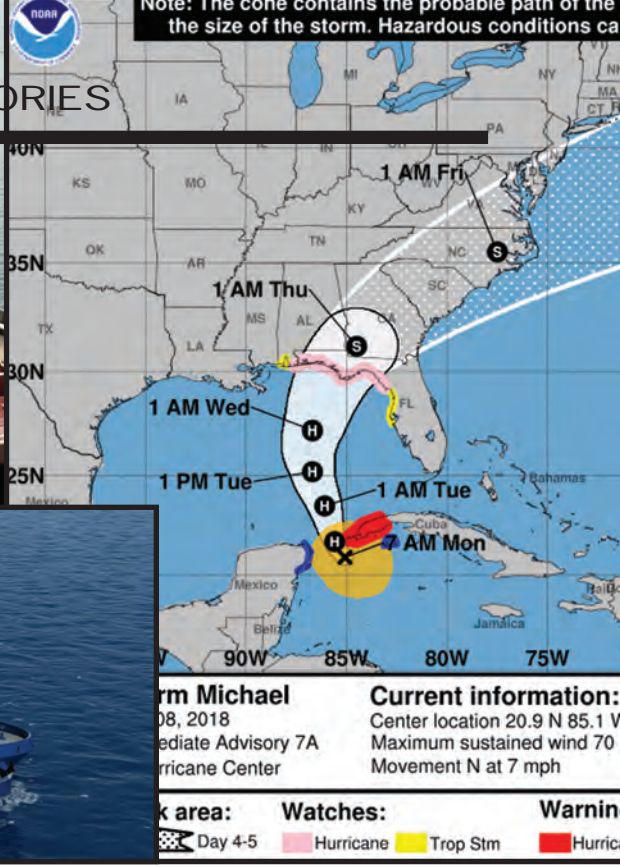 Note: The cone contains the probable path of the
the size of the storm. Hazardous conditions ca
NOAA
ORIES
MI
NY
IA
MA
CT
PA
40N
1 AM Fri
KS
MO
WV
KY
OK
TN
NC
35N
AR
SC
1 AM Thu
MS
AL
GA
TX
LA
30N
FL
1 AM Wed
1 PM Tue
25N
1 AM Tue
Bahamas
Mexico
Cuba
7 AM Mon
Mexico
Belize
Jamaica
90W
85W
80W
75W
rm Michael
Current information:
08, 2018
Center location 20.9 N 85.1 W
ediate Advisory 7A
Maximum sustained wind 70
rricane Center
Movement N at 7 mph
k area:
Watches:
Warnin
Day 4-5
Hurricane
Trop Stm
Hurrica
H
H
H
H
S
S